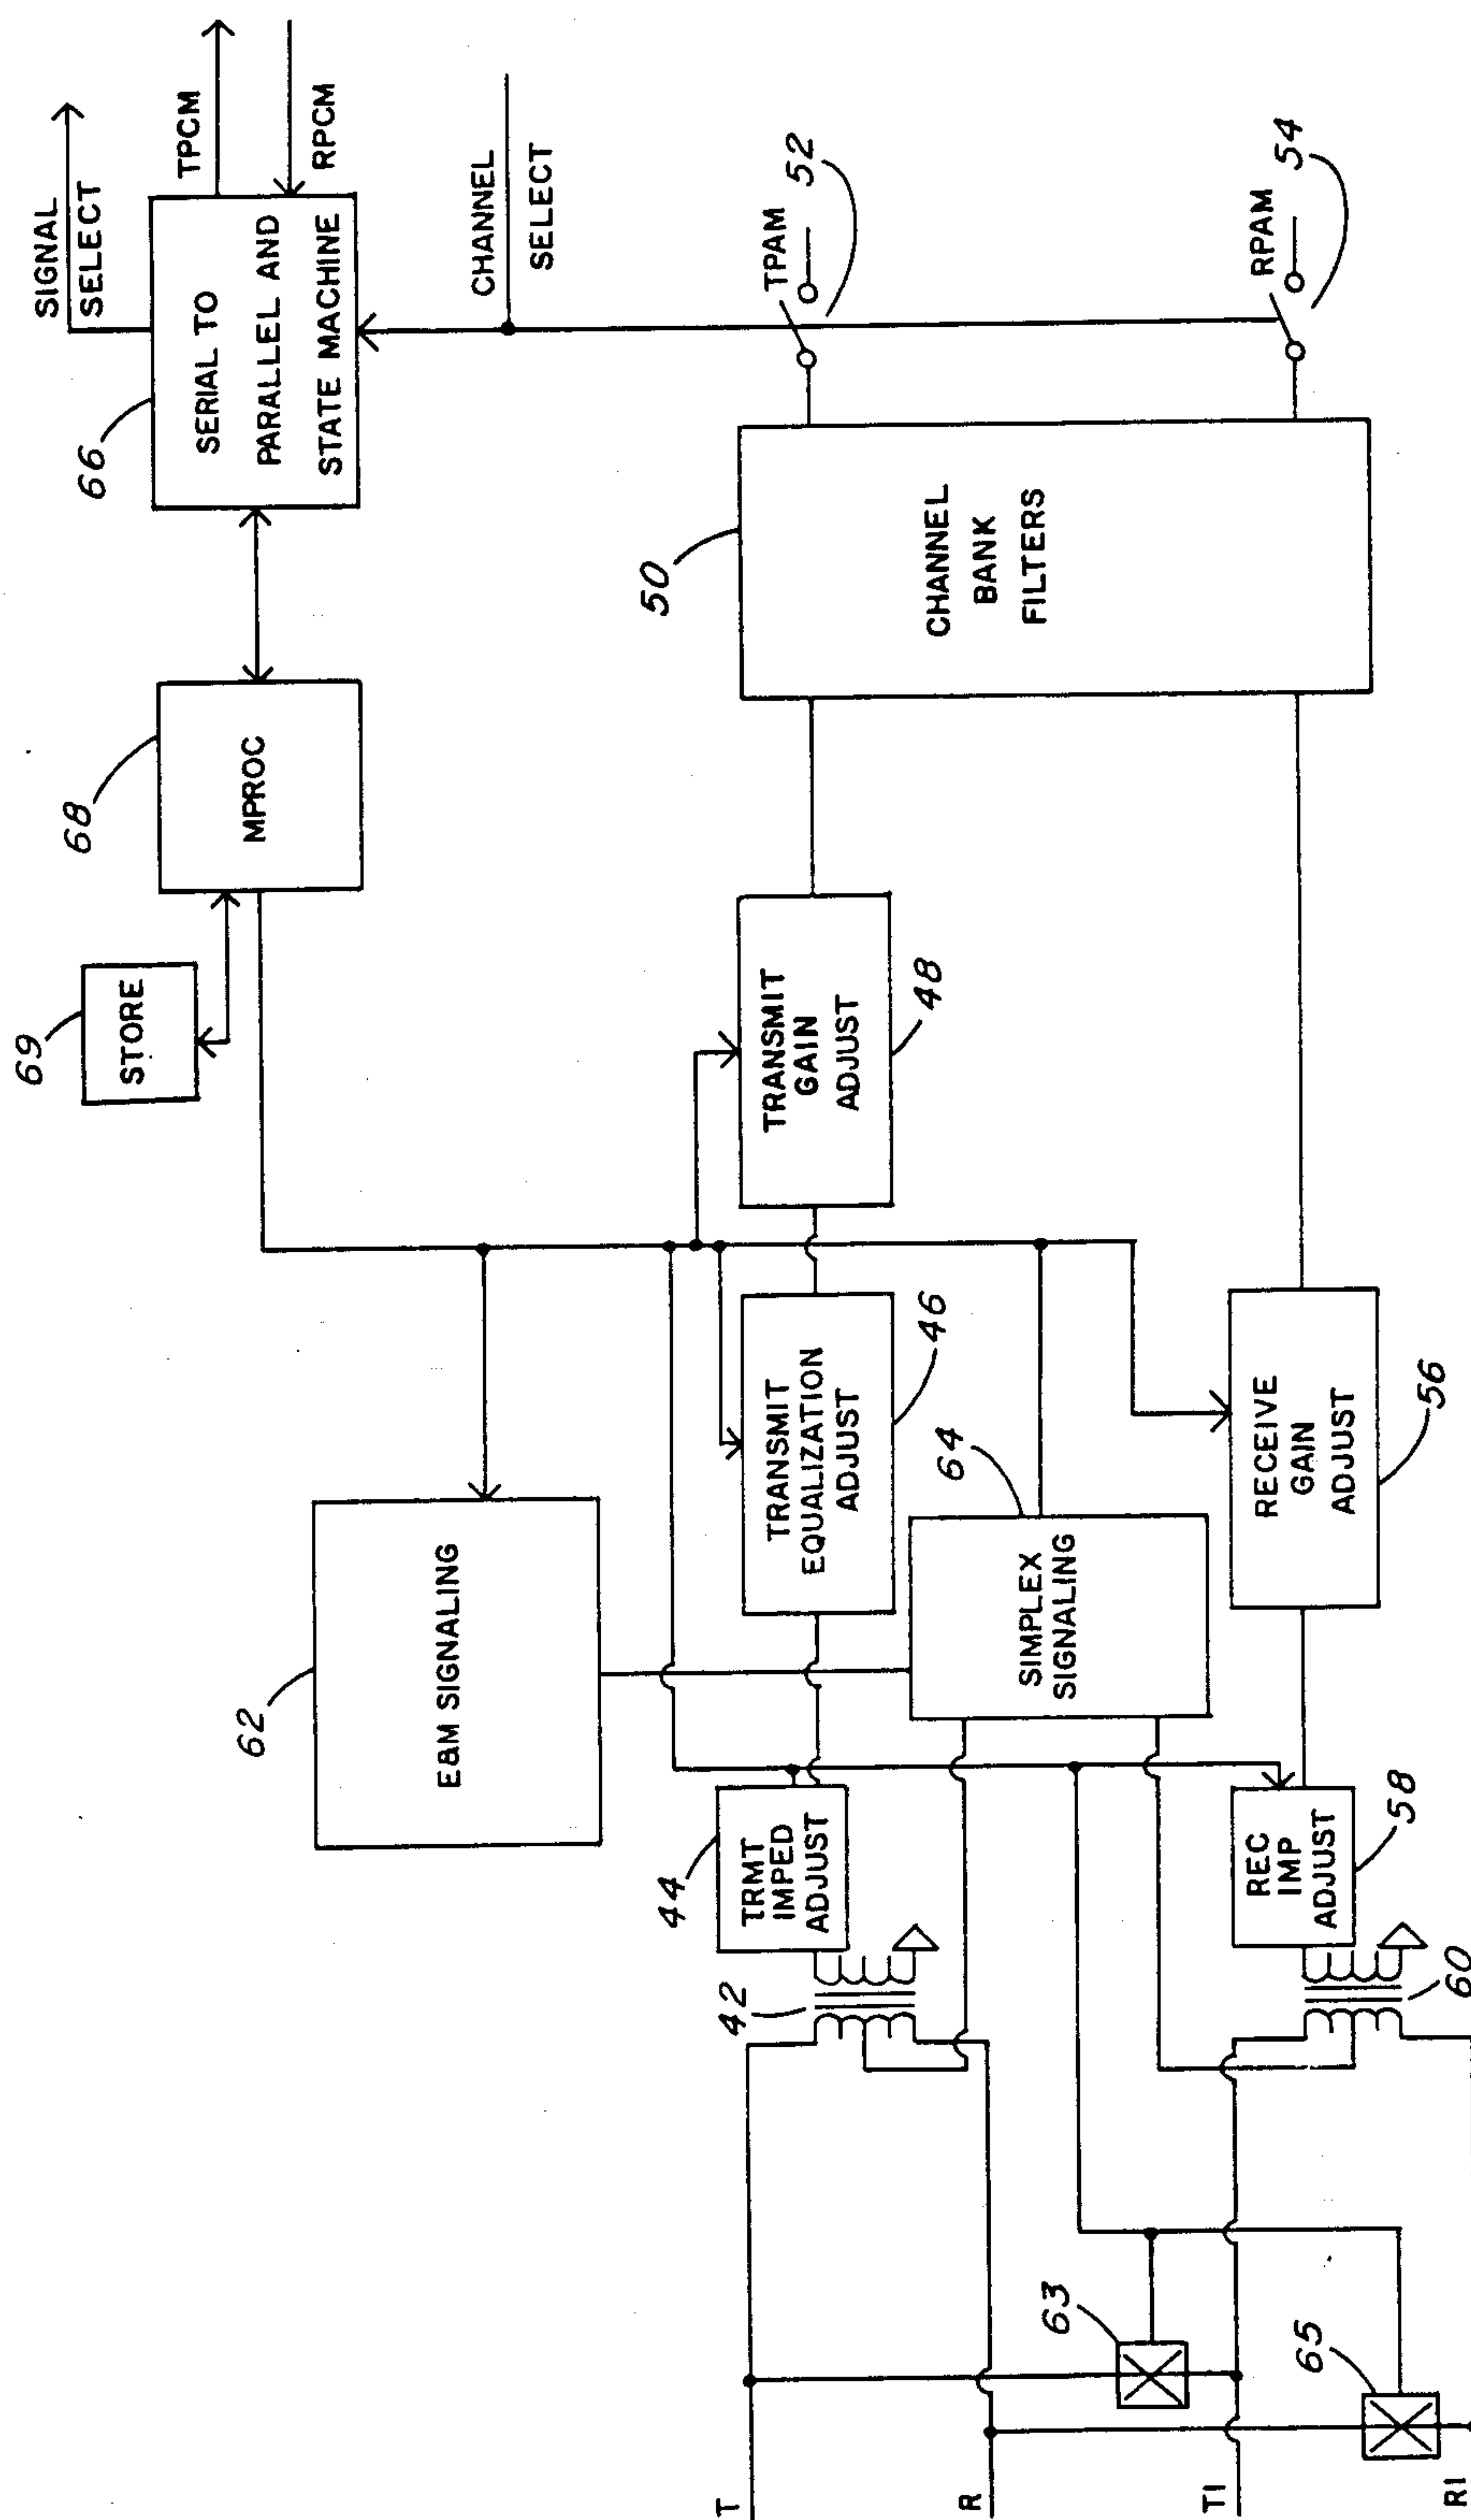 SIGNAL
SELECT
TPCM
RPCM
66
SERIAL TO
PARALLEL AND
STATE MACHINE
CHANNEL
SELECT
68
MPROC
69
STORE
TPAM
52
RPAM
54
50
CHANNEL
BANK
FILTERS
TRANSMIT
GAIN
ADJUST
48
62
E&M SIGNALING
TRANSMIT
EQUALIZATION
ADJUST
46
64
SIMPLEX
SIGNALING
RECEIVE
GAIN
ADJUST
56
44
TRMT
IMPED
ADJUST
42
REC
IMP
ADJUST
58
60
63
65
T
R
T1
R1